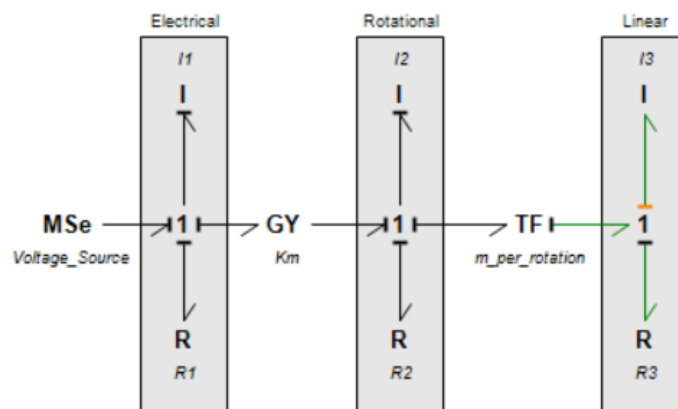 Electrical Rotational Linear
I1 I2 I3
I I I
MSe 1 GY 1 TF 1
Voltage_Source Km m_per_rotation
R R R
R1 R2 R3